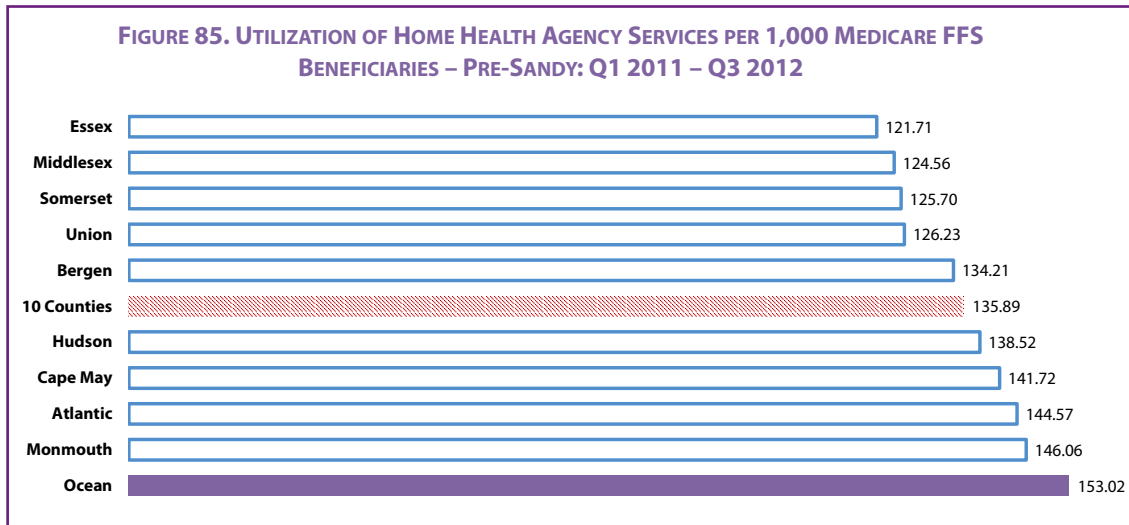 FIGURE 85. UTILIZATION OF HOME HEALTH AGENCY SERVICES PER 1,000 MEDICARE FFS
BENEFICIARIES – PRE-SANDY: Q1 2011 – Q3 2012
Essex 121.71
Middlesex 124.56
Somerset 125.70
Union 126.23
Bergen 134.21
10 Counties 135.89
Hudson 138.52
Cape May 141.72
Atlantic 144.57
Monmouth 146.06
Ocean 153.02